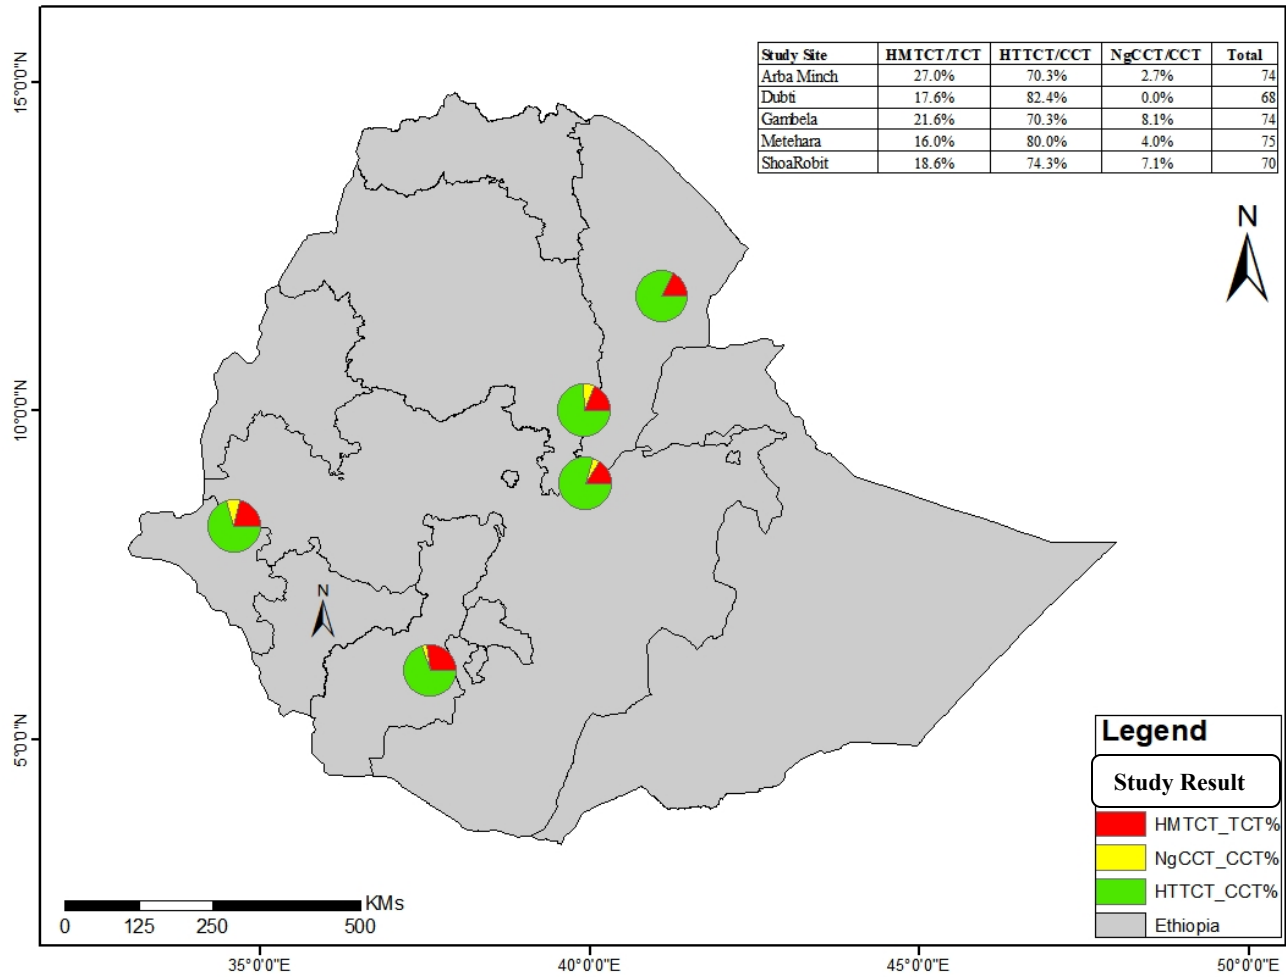 15°0'0"N
Study Site HMTCT/TCT HTTCT/CCT NgCCT/CCT Total
Arba Minch 27.0% 70.3% 2.7% 74
Dubti 17.6% 82.4% 0.0% 68
Gambela 21.6% 70.3% 8.1% 74
Metehara 16.0% 80.0% 4.0% 75
ShoaRobit 18.6% 74.3% 7.1% 70
N
10°0'0"N
N
5°0'0"N
Legend
Study Result
HMTCT_TCT%
NgCCT_CCT%
HTTCT_CCT%
Ethiopia
KMs
0 125 250 500
35°0'0"E 40°0'0"E 45°0'0"E 50°0'0"E